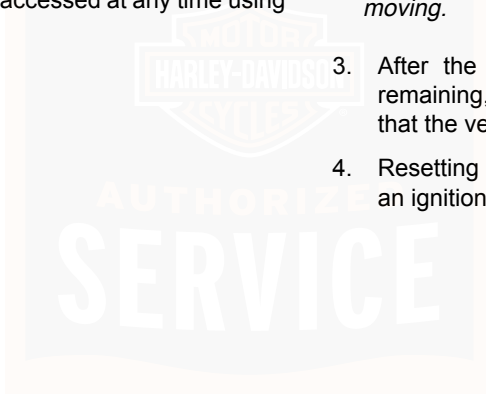 accessed at any time using
moving.
3. After the
remaining,
that the ve
4. Resetting
an ignition
MOTOR
HARLEY-DAVIDSON
CYCLES
AUTHORIZED
SERVICE